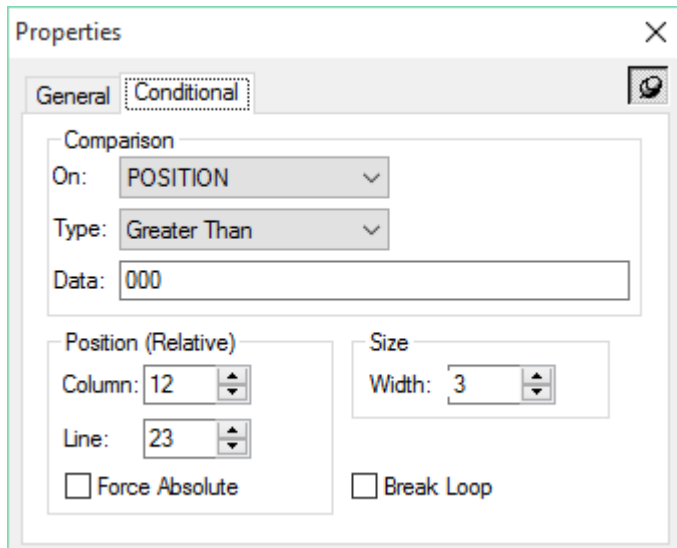 Properties
General Conditional
Comparison
On: POSITION
Type: Greater Than
Data: 000
Position (Relative) Size
Column: 12 Width: 3
Line: 23
Force Absolute Break Loop